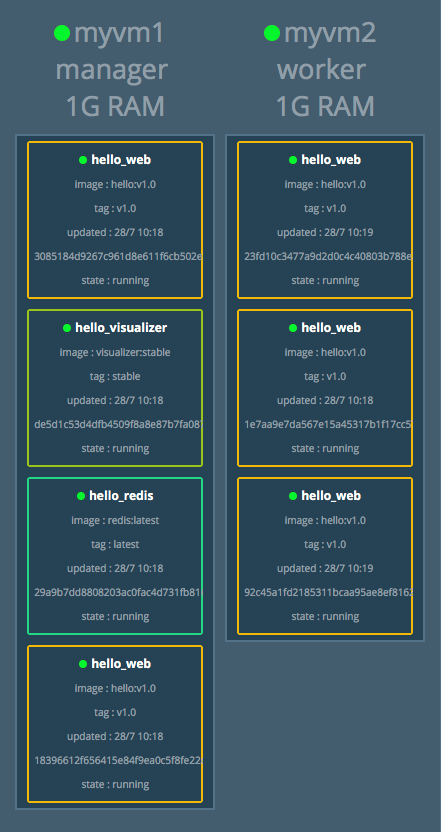 myvm1
manager
1G RAM
hello_web
image : hello:v1.0
tag : v1.0
updated : 28/7 10:18
3085184d9267c961d8e611f6cb502e
state : running
hello_visualizer
image : visualizer:stable
tag : stable
updated : 28/7 10:18
de5d1c53d4dfb4509f8a8e87b7fa08
state : running
hello_redis
image : redis:latest
tag : latest
updated : 28/7 10:18
29a9b7dd8808203ac0fac4d731fb81
state : running
hello_web
image : hello:v1.0
tag : v1.0
updated : 28/7 10:18
18396612f656415e84f9ea0c5f8fe22
state : running
myvm2
worker
1G RAM
hello_web
image : hello:v1.0
tag : v1.0
updated : 28/7 10:19
23fd10c3477a9d2d0c4c40803b788e
state : running
hello_web
image : hello:v1.0
tag : v1.0
updated : 28/7 10:18
1e7aa9e7da567e15a45317b1f17cc5
state : running
hello_web
image : hello:v1.0
tag : v1.0
updated : 28/7 10:19
92c45a1fd2185311bcaa95ae8ef816
state : running